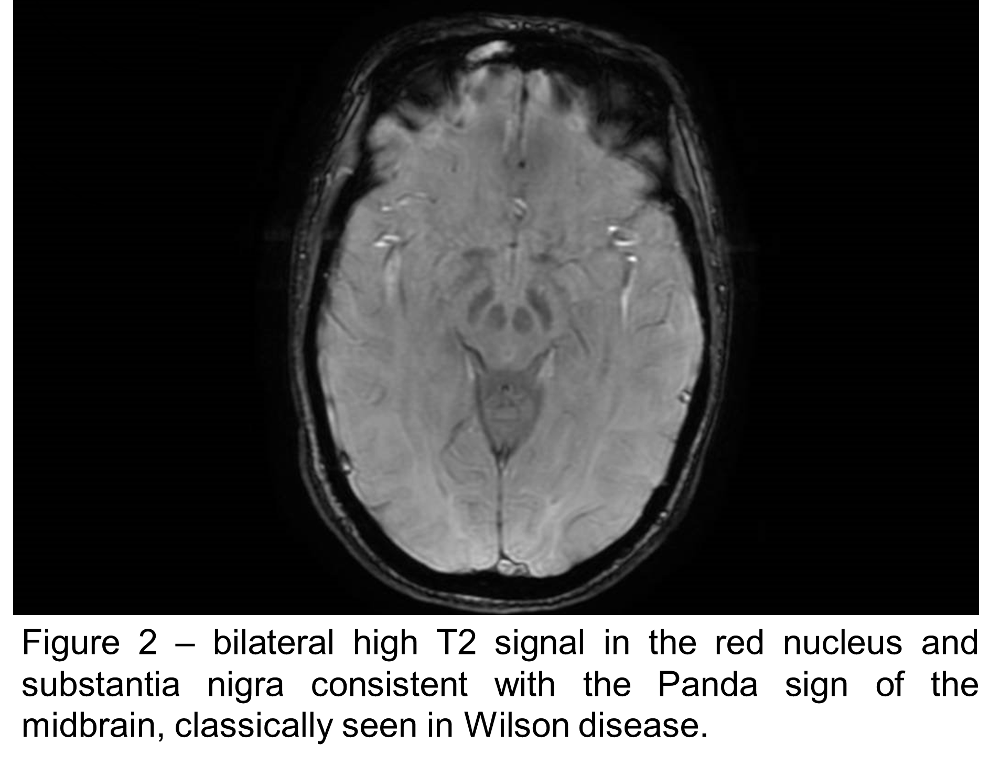 Figure 2 – bilateral high T2 signal in the red nucleus and
substantia nigra consistent with the Panda sign of the
midbrain, classically seen in Wilson disease.